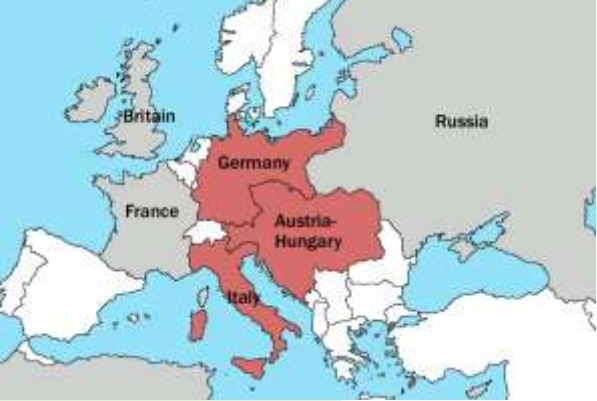 Britain
Russia
Germany
France
Austria-
Hungary
Italy